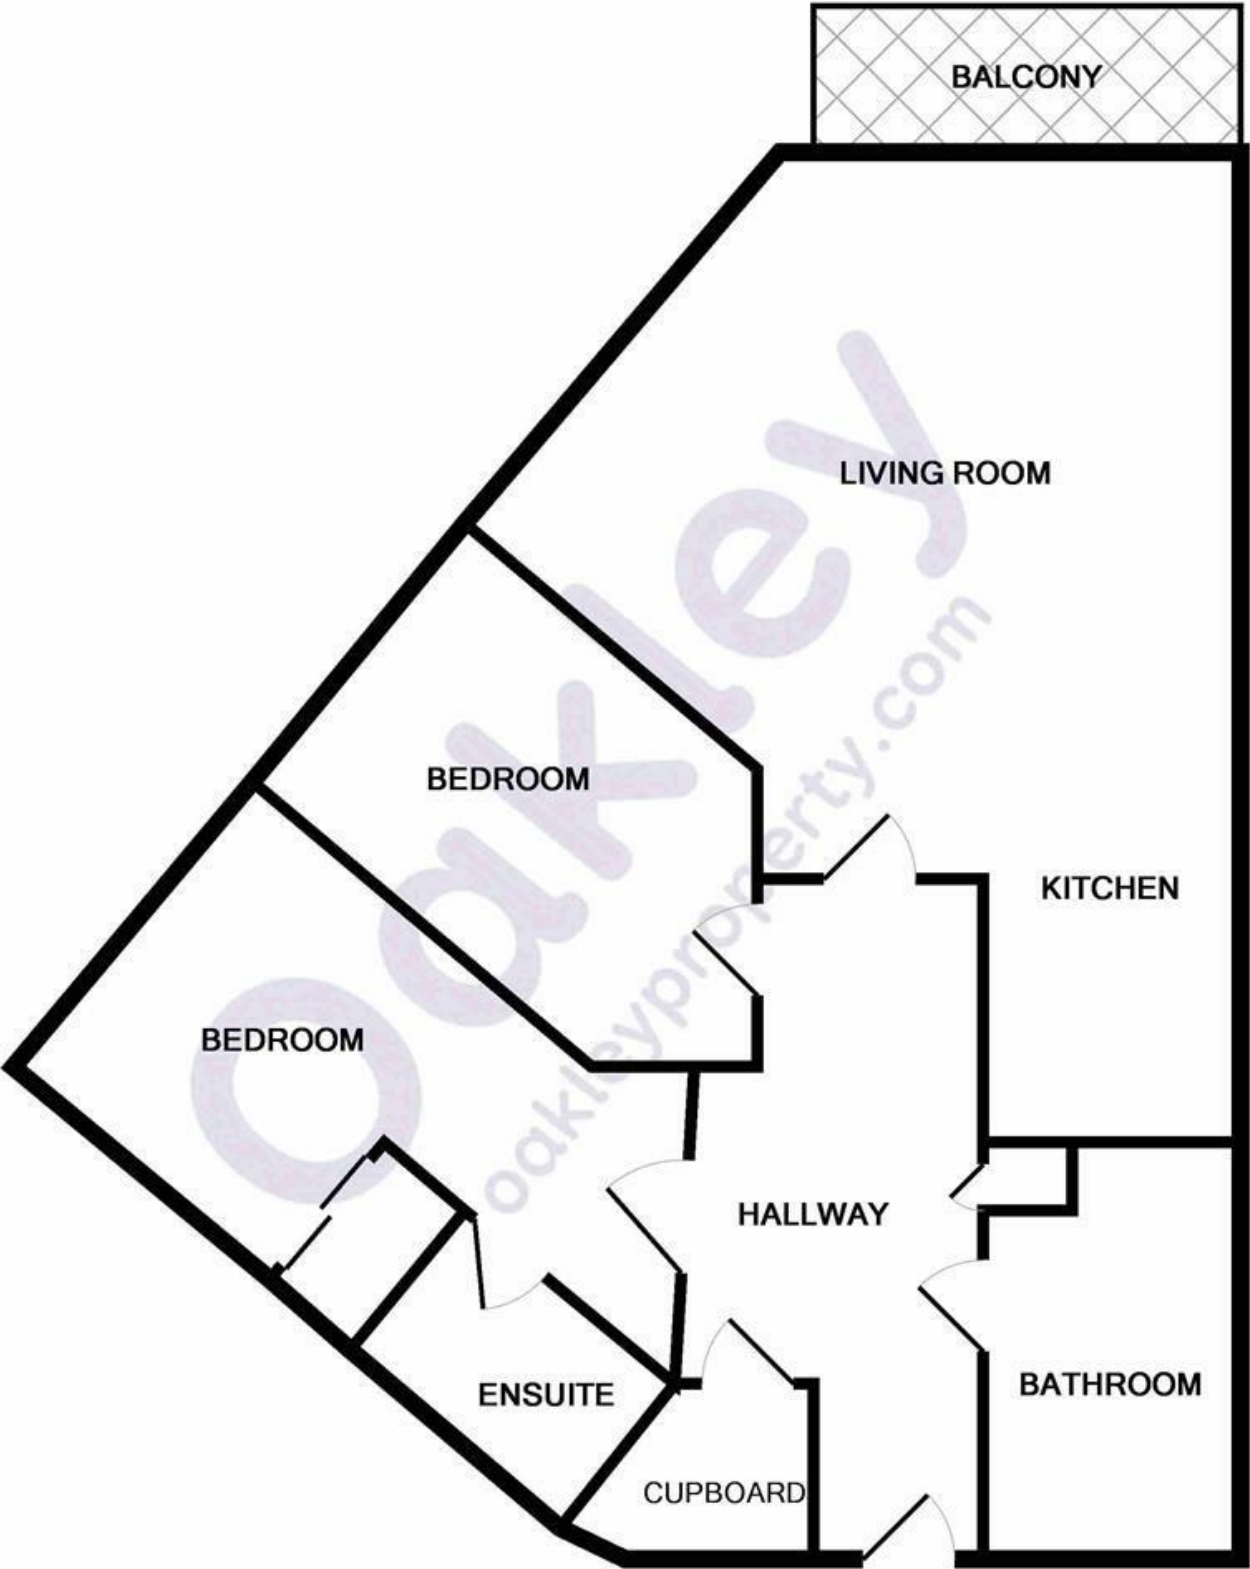 BALCONY
LIVING ROOM
Oakley
oakleyproperty.com
BEDROOM
KITCHEN
BEDROOM
HALLWAY
BATHROOM
ENSUITE
CUPBOARD